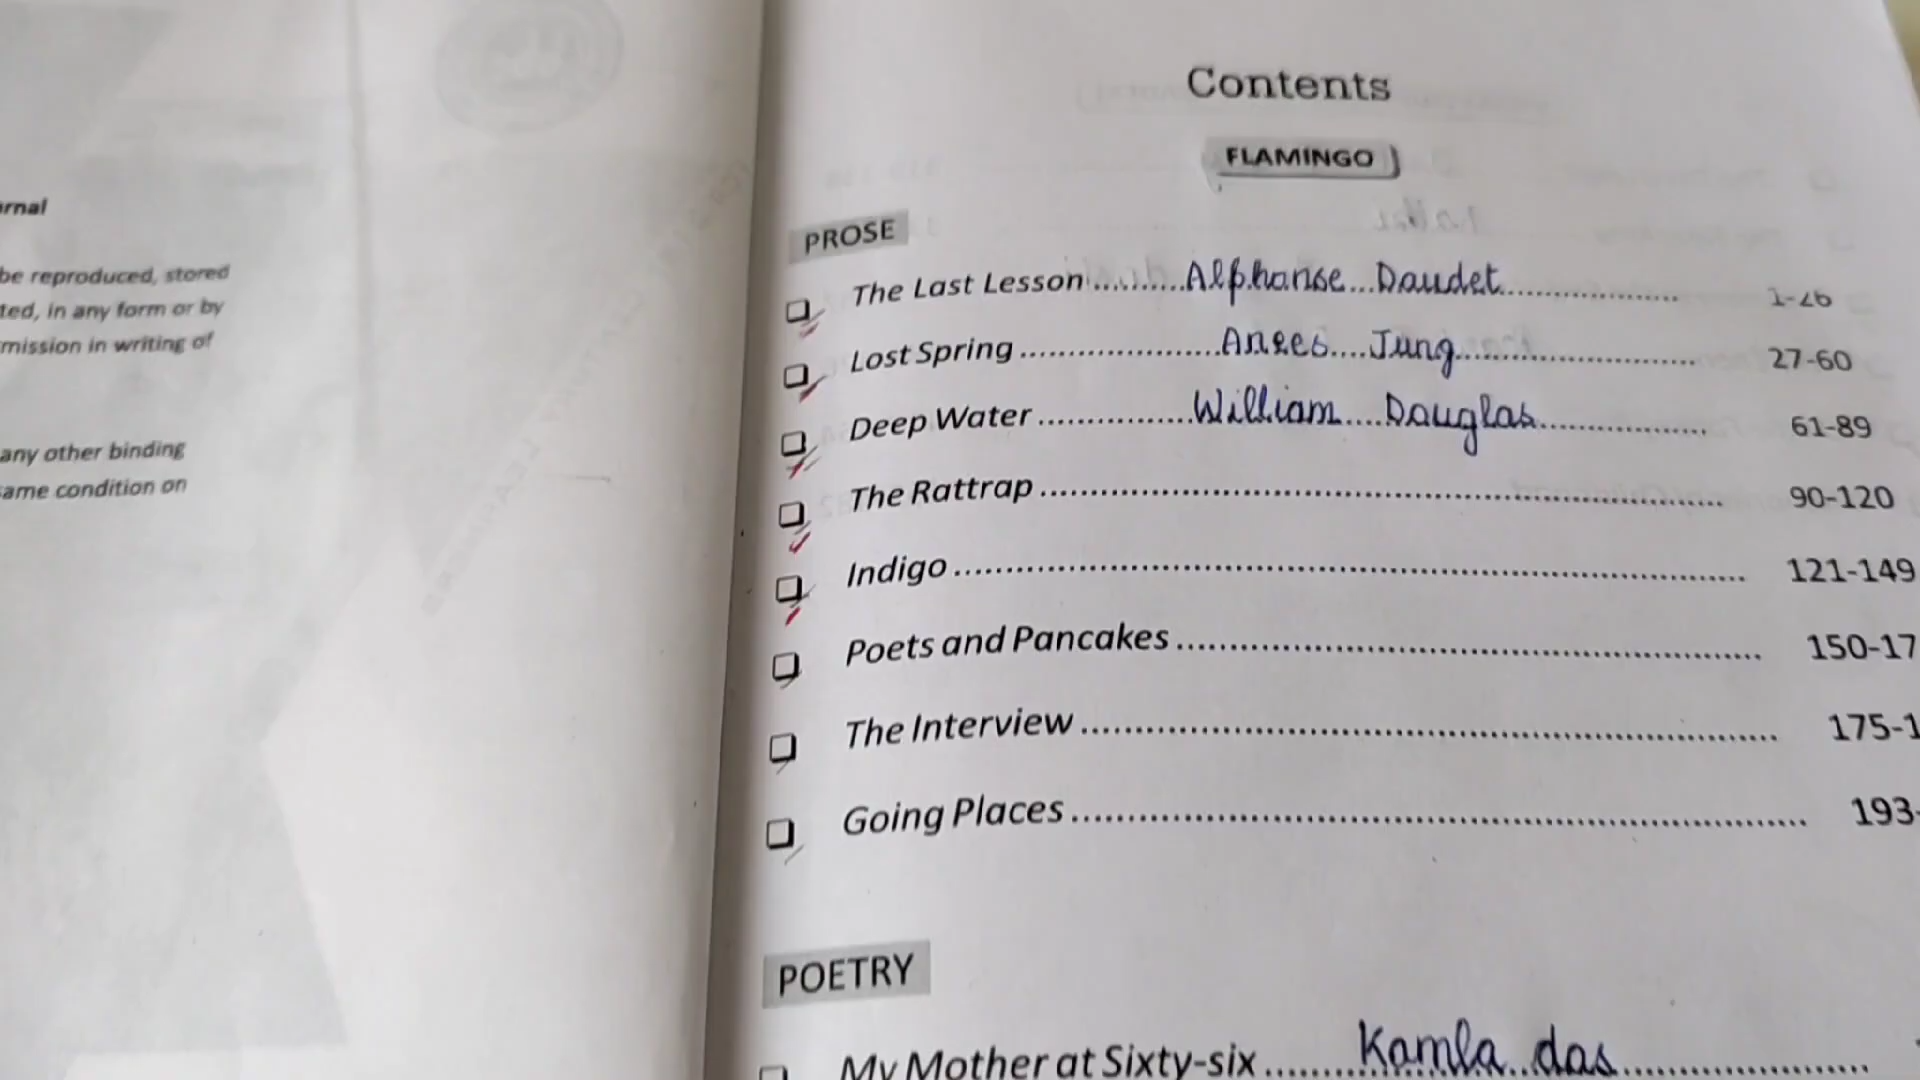 be reproduced, stored
ted, in any form or by
mission in writing of
any other binding
ame condition on
Contents
FLAMINGO
PROSE
The Last Lesson Alphonse Daudet 1-26
Lost Spring Anees Jung 27-60
Deep Water William Douglas 61-89
The Rattrap 90-120
Indigo 121-149
Poets and Pancakes 150-17
The Interview 175-1
Going Places 193-
POETRY
My Mother at Sixty-six Kamla das